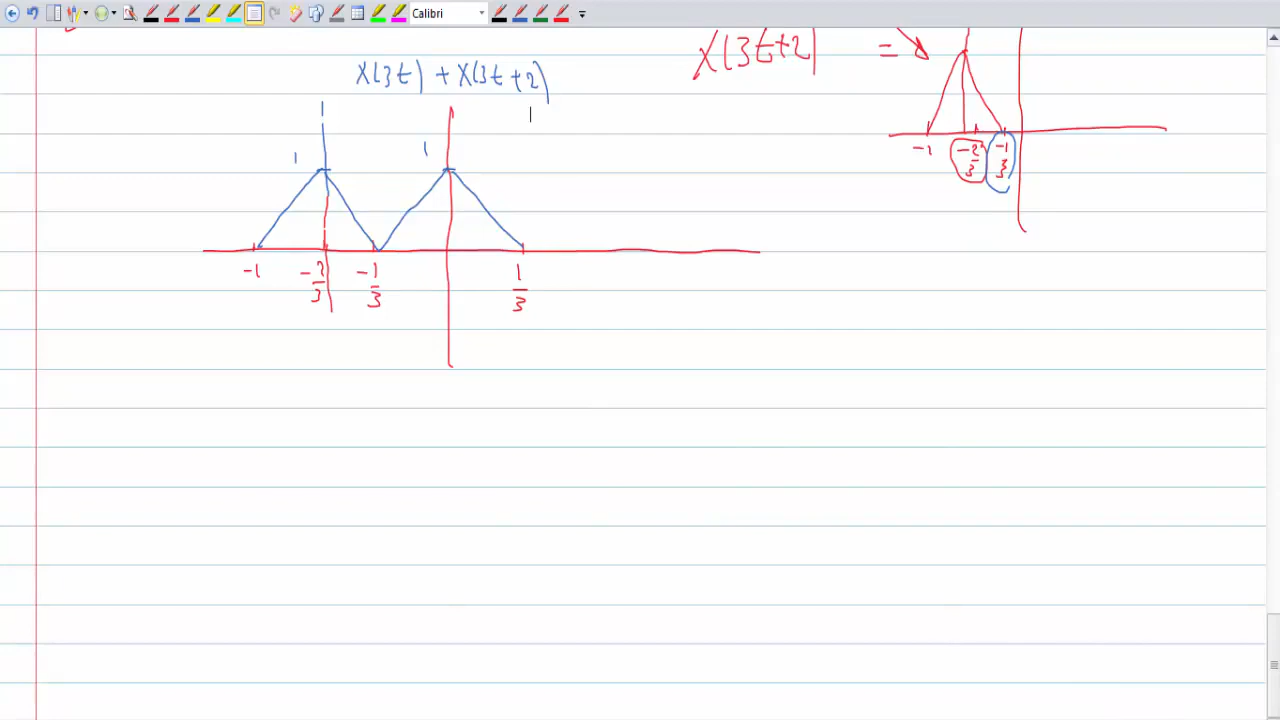 Calibri
X(3t+2) =
X(3t) + X(3t+2)
-1 -2/3 -1/3
1 1
-1 -2/3 -1/3 1/3